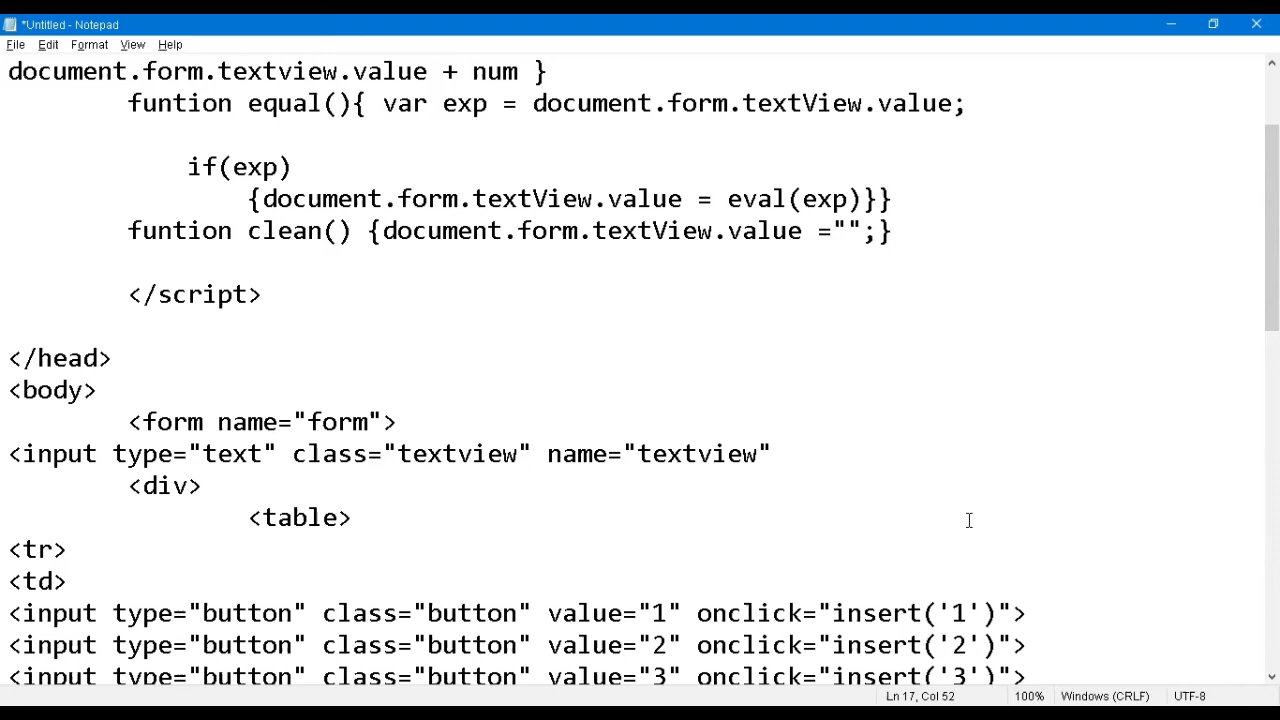 *Untitled - Notepad
File Edit Format View Help
document.form.textview.value + num }
funtion equal(){ var exp = document.form.textView.value;
if(exp)
{document.form.textView.value = eval(exp)}}
funtion clean() {document.form.textView.value ="";}
</script>
</head>
<body>
<form name="form">
<input type="text" class="textview" name="textview"
<div>
<table>
<tr>
<td>
<input type="button" class="button" value="1" onclick="insert('1')">
<input type="button" class="button" value="2" onclick="insert('2')">
<input type="button" class="button" value="3" onclick="insert('3')">
Ln 17, Col 52 100% Windows (CRLF) UTF-8